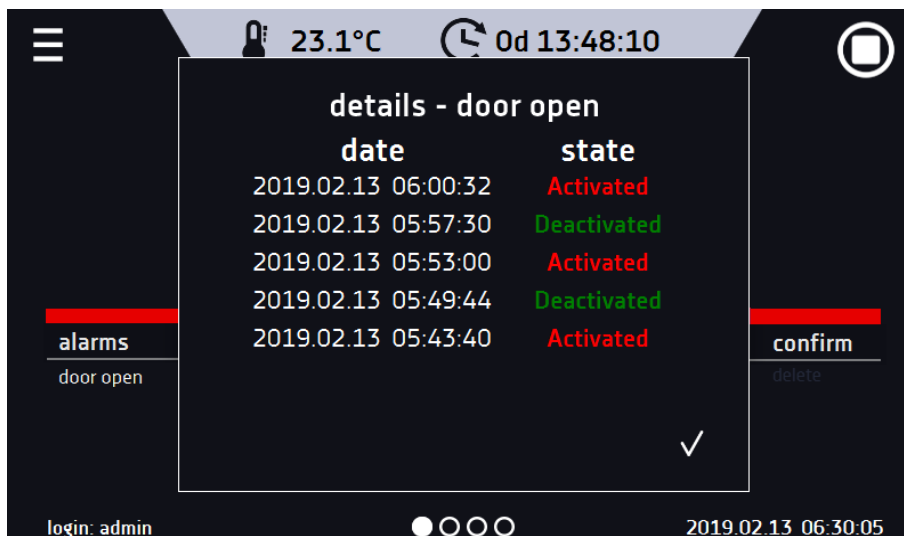 23.1°C 0d 13:48:10
details - door open
date state
2019.02.13 06:00:32 Activated
2019.02.13 05:57:30 Deactivated
2019.02.13 05:53:00 Activated
2019.02.13 05:49:44 Deactivated
2019.02.13 05:43:40 Activated
alarms confirm
door open delete
login: admin 2019.02.13 06:30:05